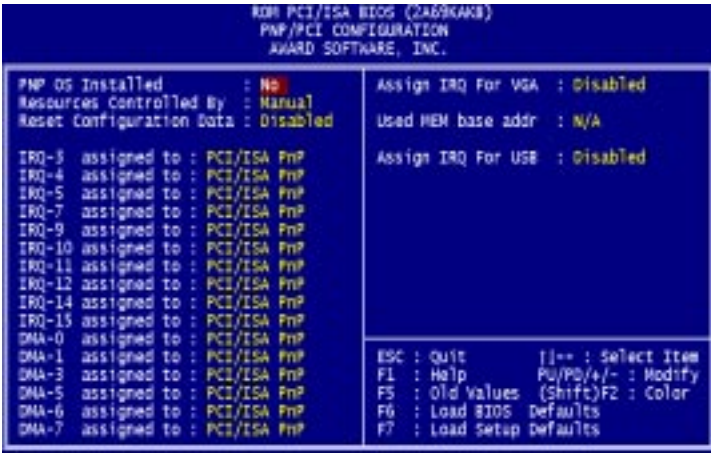 ROM PCI/ISA BIOS (2A69KAKB)
PNP/PCI CONFIGURATION
AWARD SOFTWARE, INC.
PNP OS Installed : No
Resources Controlled By : Manual
Reset Configuration Data : Disabled
IRQ-3 assigned to : PCI/ISA PnP
IRQ-4 assigned to : PCI/ISA PnP
IRQ-5 assigned to : PCI/ISA PnP
IRQ-7 assigned to : PCI/ISA PnP
IRQ-9 assigned to : PCI/ISA PnP
IRQ-10 assigned to : PCI/ISA PnP
IRQ-11 assigned to : PCI/ISA PnP
IRQ-12 assigned to : PCI/ISA PnP
IRQ-14 assigned to : PCI/ISA PnP
IRQ-15 assigned to : PCI/ISA PnP
DMA-0 assigned to : PCI/ISA PnP
DMA-1 assigned to : PCI/ISA PnP
DMA-3 assigned to : PCI/ISA PnP
DMA-5 assigned to : PCI/ISA PnP
DMA-6 assigned to : PCI/ISA PnP
DMA-7 assigned to : PCI/ISA PnP
Assign IRQ For VGA : Disabled
Used MEM base addr : N/A
Assign IRQ For USB : Disabled
ESC : Quit : Select Item
F1 : Help PU/PD/+/- : Modify
F5 : Old Values (Shift)F2 : Color
F6 : Load BIOS Defaults
F7 : Load Setup Defaults